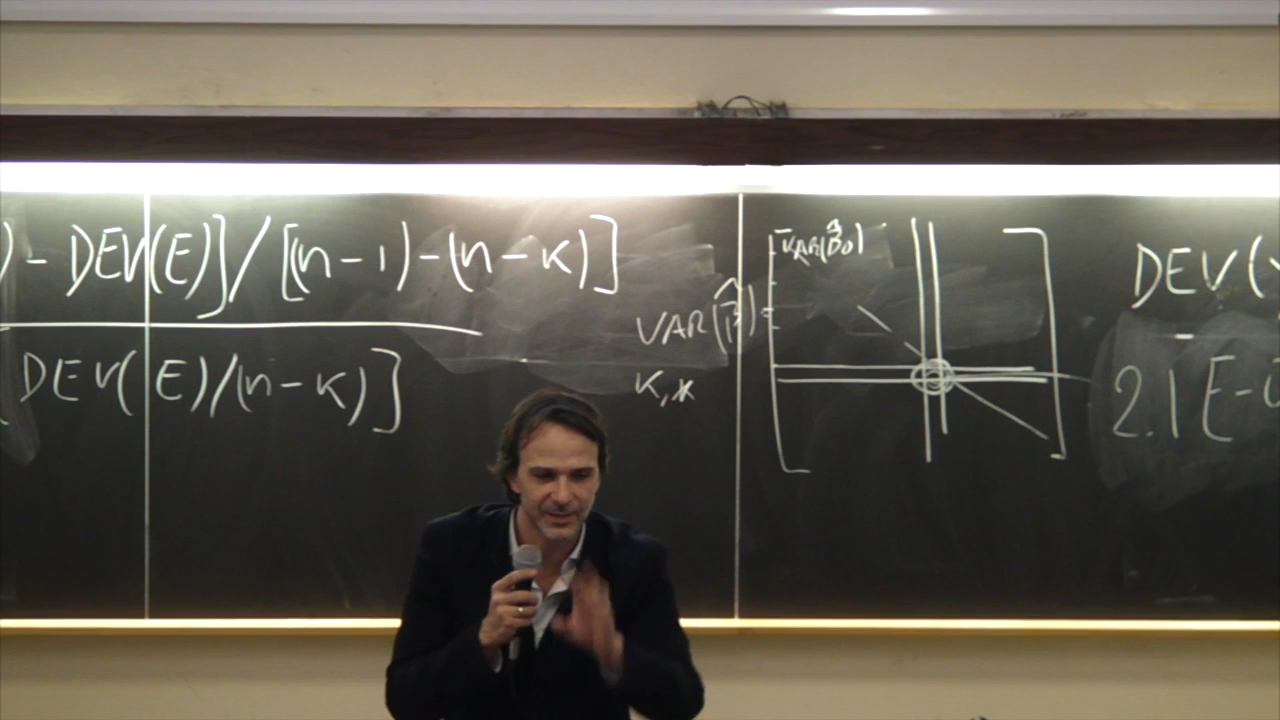 ) - DEV(E)] / [(n-1)-(n-K)]
DEV(E)/(n-K)]
VAR(β̂) =
K,K
VAR(β̂0)
DEV(
2.1 E-